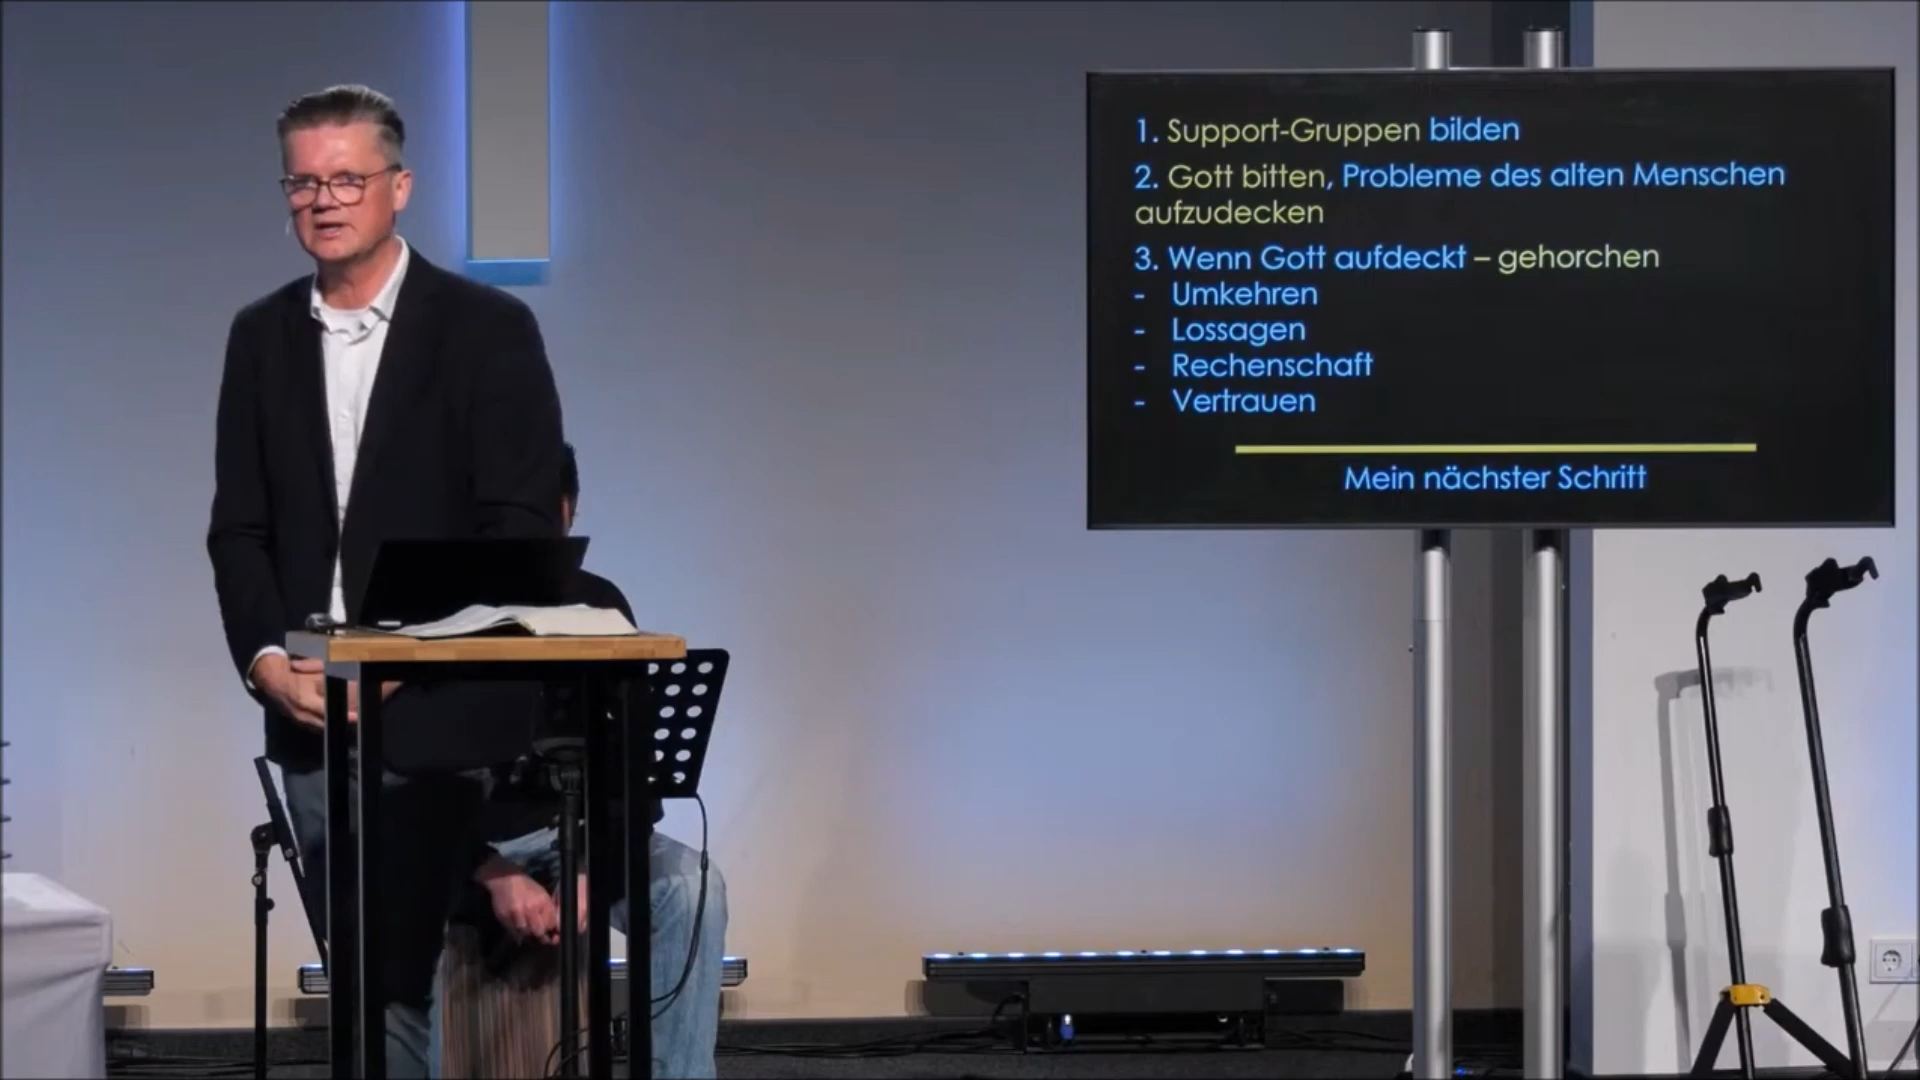 1. Support-Gruppen bilden
2. Gott bitten, Probleme des alten Menschen
aufzudecken
3. Wenn Gott aufdeckt – gehorchen
- Umkehren
- Lossagen
- Rechenschaft
- Vertrauen
Mein nächster Schritt